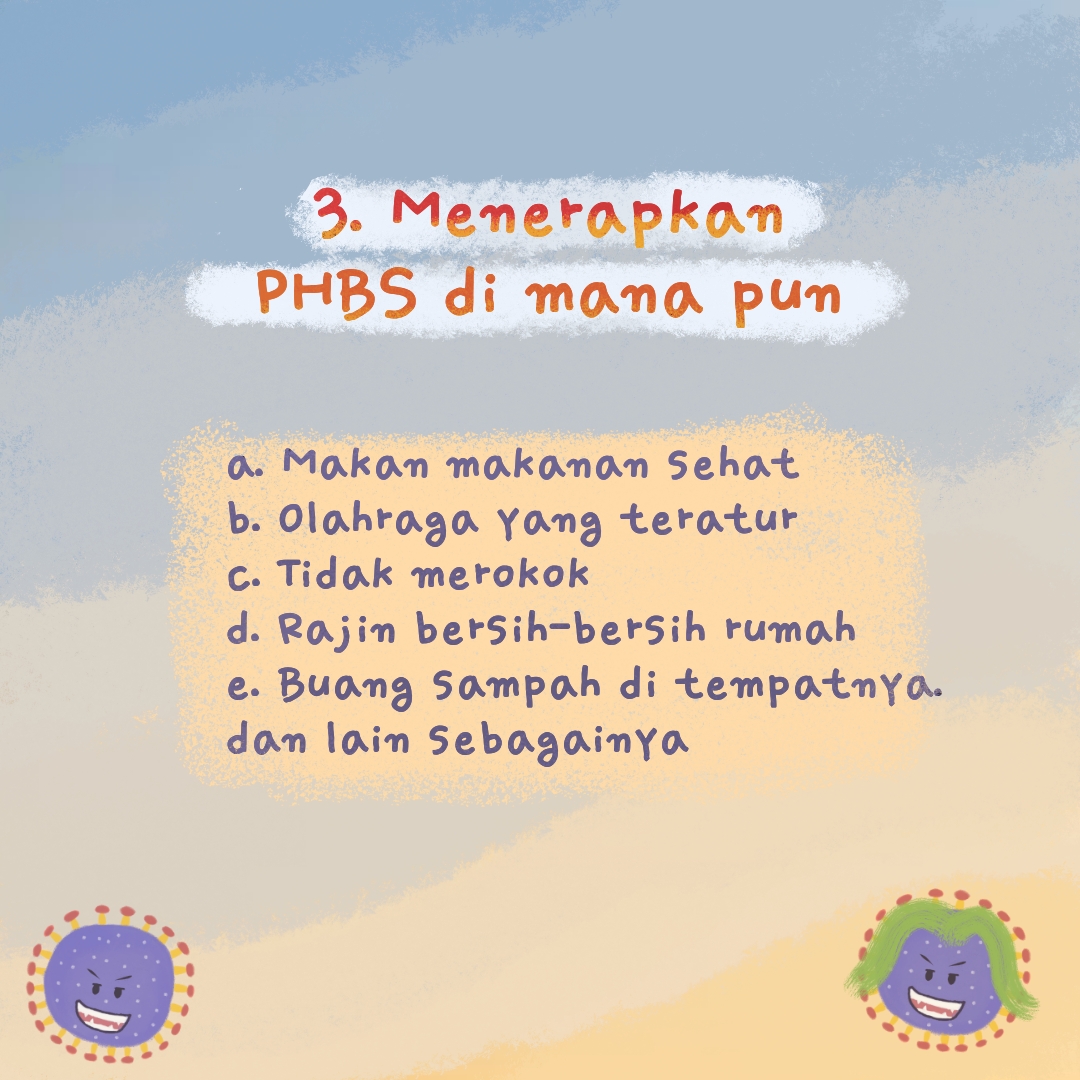 3. Menerapkan
PHBS di mana pun
a. Makan makanan sehat
b. Olahraga yang teratur
c. Tidak merokok
d. Rajin bersih-bersih rumah
e. Buang sampah di tempatnya.
dan lain sebagainya